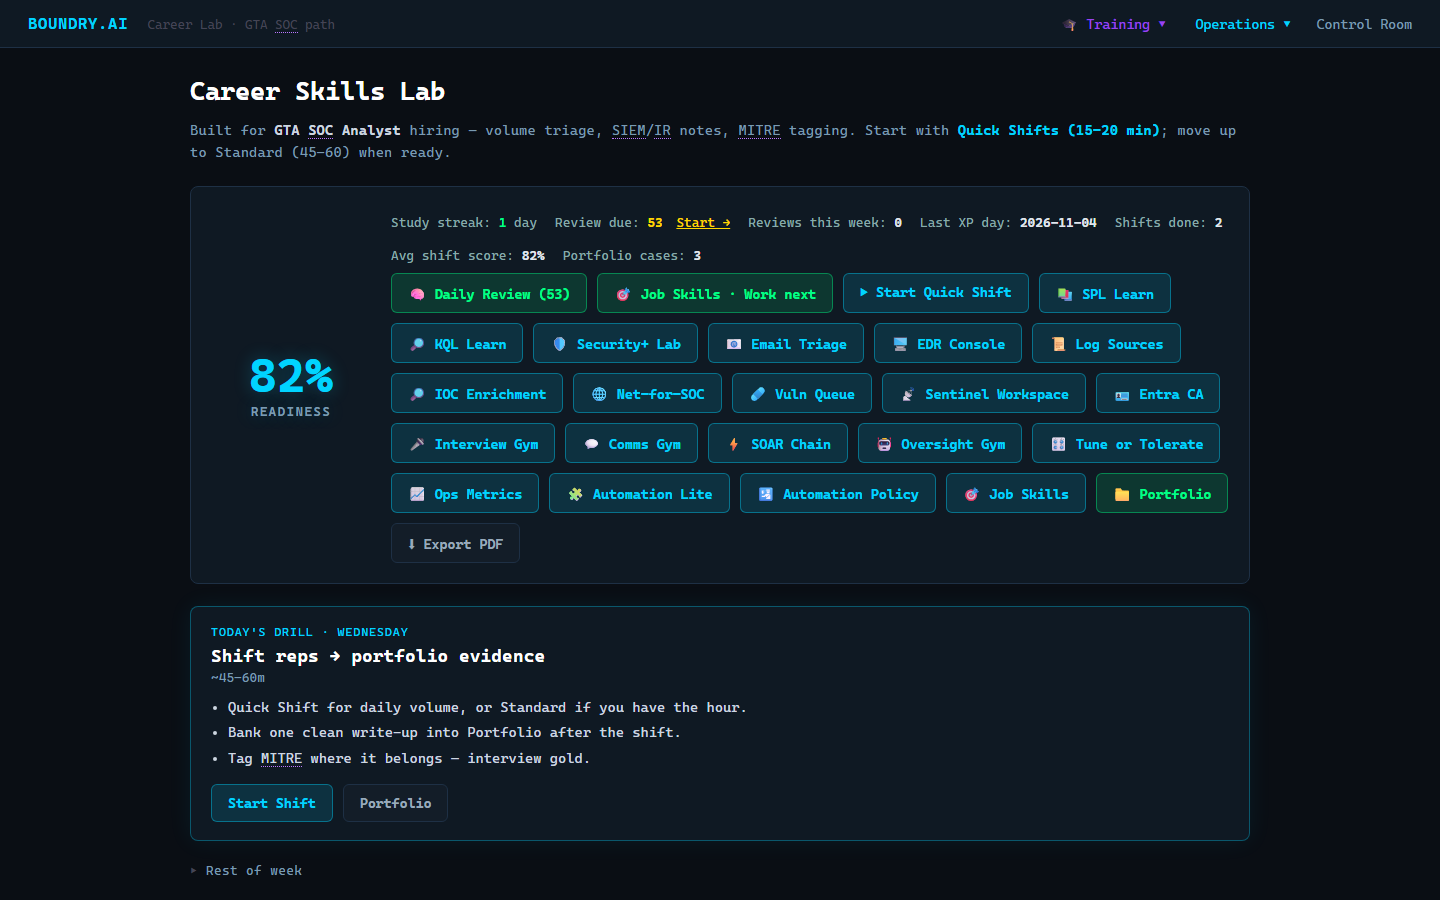 BOUNDRY.AI Career Lab · GTA SOC path Training ▼ Operations ▼ Control Room
Career Skills Lab
Built for GTA SOC Analyst hiring — volume triage, SIEM/IR notes, MITRE tagging. Start with Quick Shifts (15–20 min); move up
to Standard (45–60) when ready.
82%
READINESS
Study streak: 1 day Review due: 53 Start → Reviews this week: 0 Last XP day: 2026-11-04 Shifts done: 2
Avg shift score: 82% Portfolio cases: 3
Daily Review (53) Job Skills · Work next ▶ Start Quick Shift SPL Learn
KQL Learn Security+ Lab Email Triage EDR Console Log Sources
IOC Enrichment Net-for-SOC Vuln Queue Sentinel Workspace Entra CA
Interview Gym Comms Gym SOAR Chain Oversight Gym Tune or Tolerate
Ops Metrics Automation Lite Automation Policy Job Skills Portfolio
⬇ Export PDF
TODAY'S DRILL · WEDNESDAY
Shift reps → portfolio evidence
~45–60m
• Quick Shift for daily volume, or Standard if you have the hour.
• Bank one clean write-up into Portfolio after the shift.
• Tag MITRE where it belongs — interview gold.
Start Shift Portfolio
▸ Rest of week